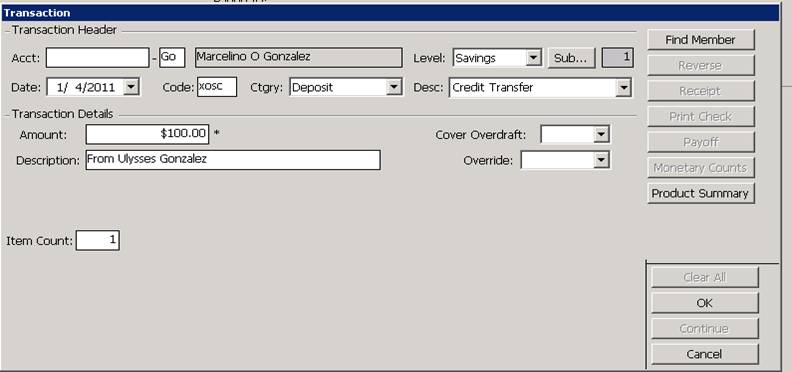 Transaction
Transaction Header
Acct: - Go Marcelino O Gonzalez Level: Savings Sub... 1 Find Member
Reverse
Date: 1/ 4/2011 Code: xosc Ctgry: Deposit Desc: Credit Transfer Receipt
Transaction Details Print Check
Amount: $100.00 * Cover Overdraft: Payoff
Description: From Ulysses Gonzalez Override: Monetary Counts
Product Summary
Item Count: 1
Clear All
OK
Continue
Cancel